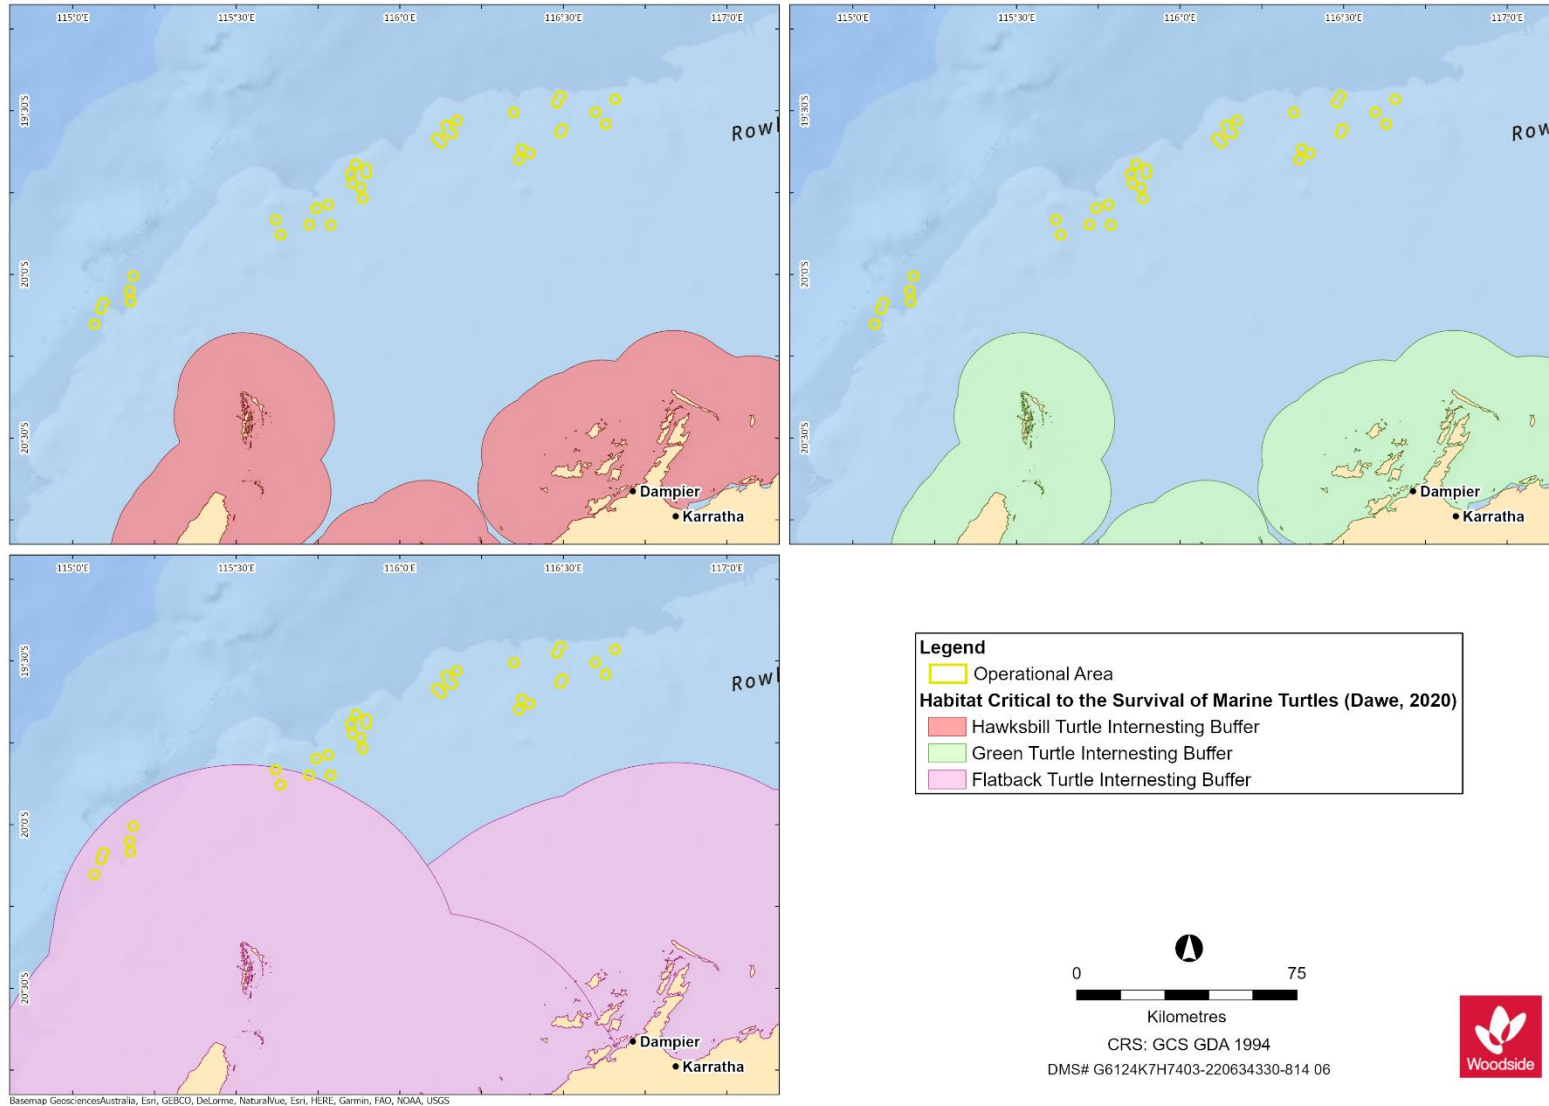 115°0'E 115°30'E 116°0'E 116°30'E 117°0'E
19°30'S
20°0'S
20°30'S
Rowl
Dampier
Karratha
115°0'E 115°30'E 116°0'E 116°30'E 117°0'E
19°30'S
20°0'S
20°30'S
Row
Dampier
Karratha
115°0'E 115°30'E 116°0'E 116°30'E 117°0'E
19°30'S
20°0'S
20°30'S
Rowl
Dampier
Karratha
Basemap GeosciencesAustralia, Esri, GEBCO, DeLorme, NaturalVue, Esri, HERE, Garmin, FAO, NOAA, USGS
Legend
Operational Area
Habitat Critical to the Survival of Marine Turtles (Dawe, 2020)
Hawksbill Turtle Internesting Buffer
Green Turtle Internesting Buffer
Flatback Turtle Internesting Buffer
0 75
Kilometres
CRS: GCS GDA 1994
DMS# G6124K7H7403-220634330-814 06
Woodside